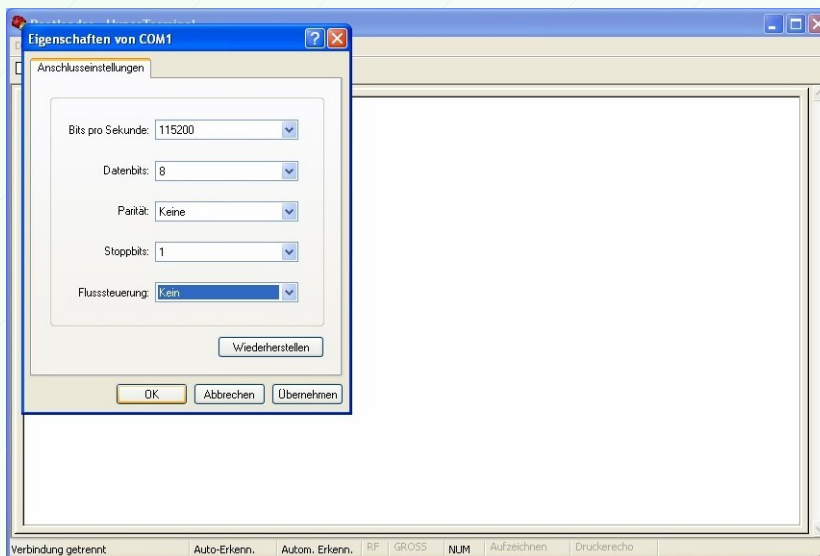 HyperTerminal
Eigenschaften von COM1
Anschlusseinstellungen
Bits pro Sekunde: 115200
Datenbits: 8
Parität: Keine
Stoppbits: 1
Flusssteuerung: Kein
Wiederherstellen
OK Abbrechen Übernehmen
Verbindung getrennt Auto-Erkenn. Autom. Erkenn. RF GROSS NUM Aufzeichnen Druckerecho